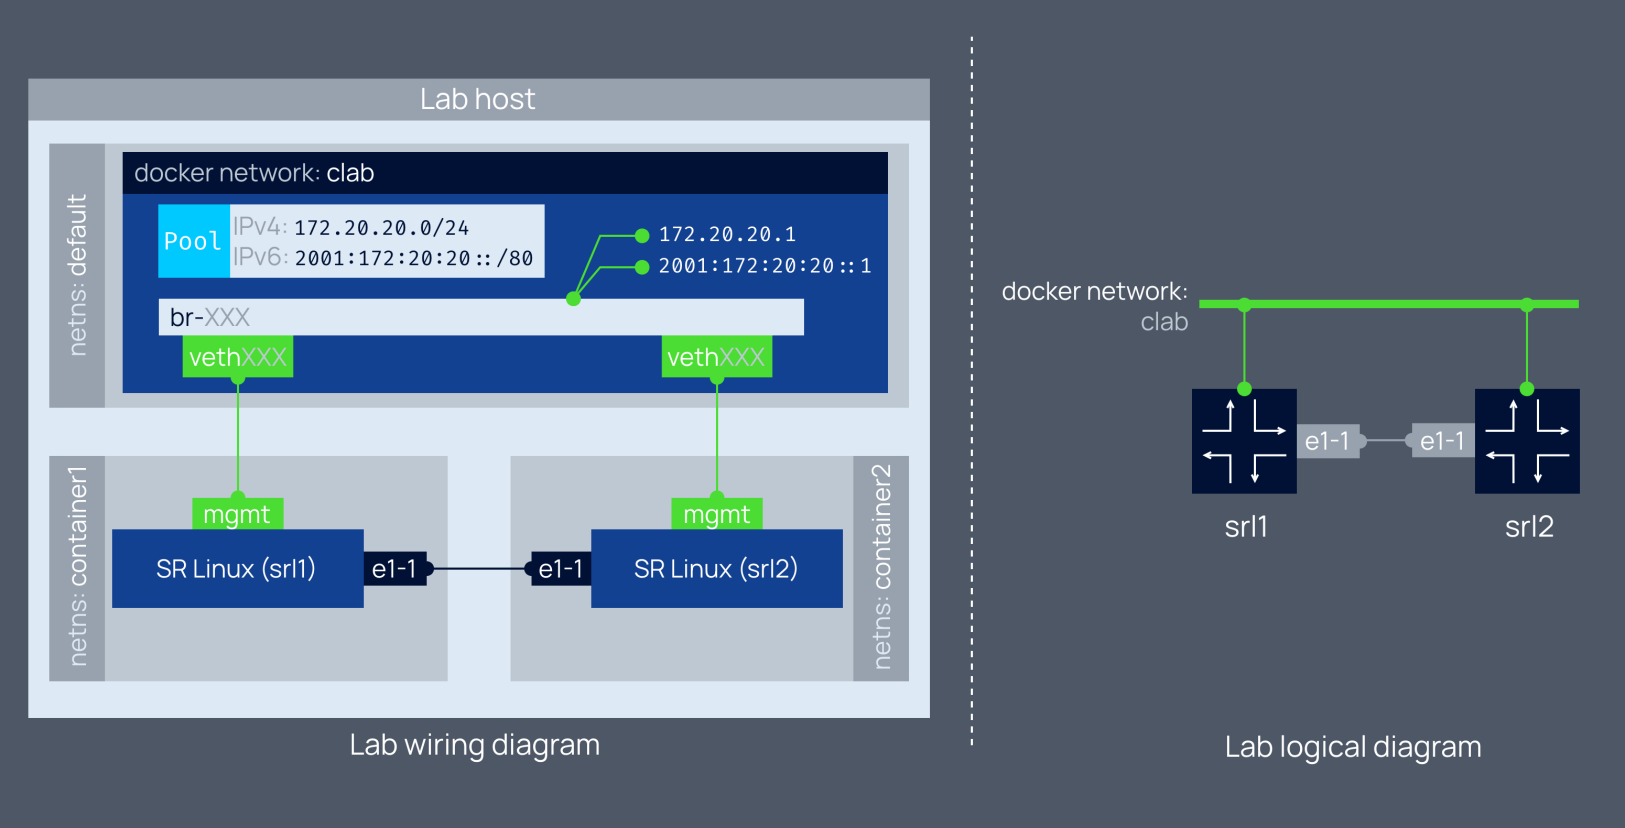 Lab host
netns: default
docker network: clab
Pool
IPv4: 172.20.20.0/24
IPv6: 2001:172:20:20::/80
172.20.20.1
2001:172:20:20::1
br-XXX
vethXXX
vethXXX
netns: container1
mgmt
SR Linux (srl1)
e1-1
mgmt
e1-1
SR Linux (srl2)
netns: container2
Lab wiring diagram
docker network:
clab
e1-1
e1-1
srl1
srl2
Lab logical diagram